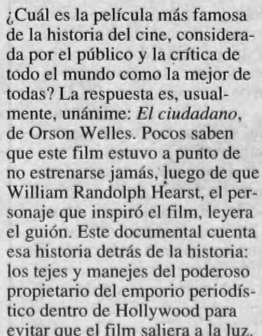 ¿Cuál es la película más famosa
de la historia del cine, considera-
da por el público y la crítica de
todo el mundo como la mejor de
todas? La respuesta es, usual-
mente, unánime: El ciudadano,
de Orson Welles. Pocos saben
que este film estuvo a punto de
no estrenarse jamás, luego de que
William Randolph Hearst, el per-
sonaje que inspiró el film, leyera
el guión. Este documental cuenta
esa historia detrás de la historia:
los tejes y manejes del poderoso
propietario del emporio periodís-
tico dentro de Hollywood para
evitar que el film saliera a la luz.